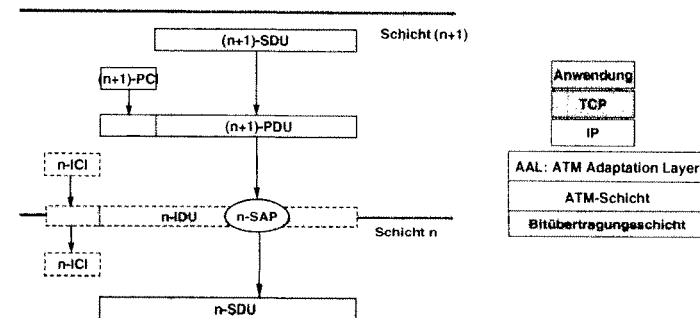 Schicht (n+1)
(n+1)-SDU
(n+1)-PCI
(n+1)-PDU
n-ICI
n-IDU
n-SAP
Schicht n
n-ICI
n-SDU
Anwendung
TCP
IP
AAL: ATM Adaptation Layer
ATM-Schicht
Bitübertragungsschicht